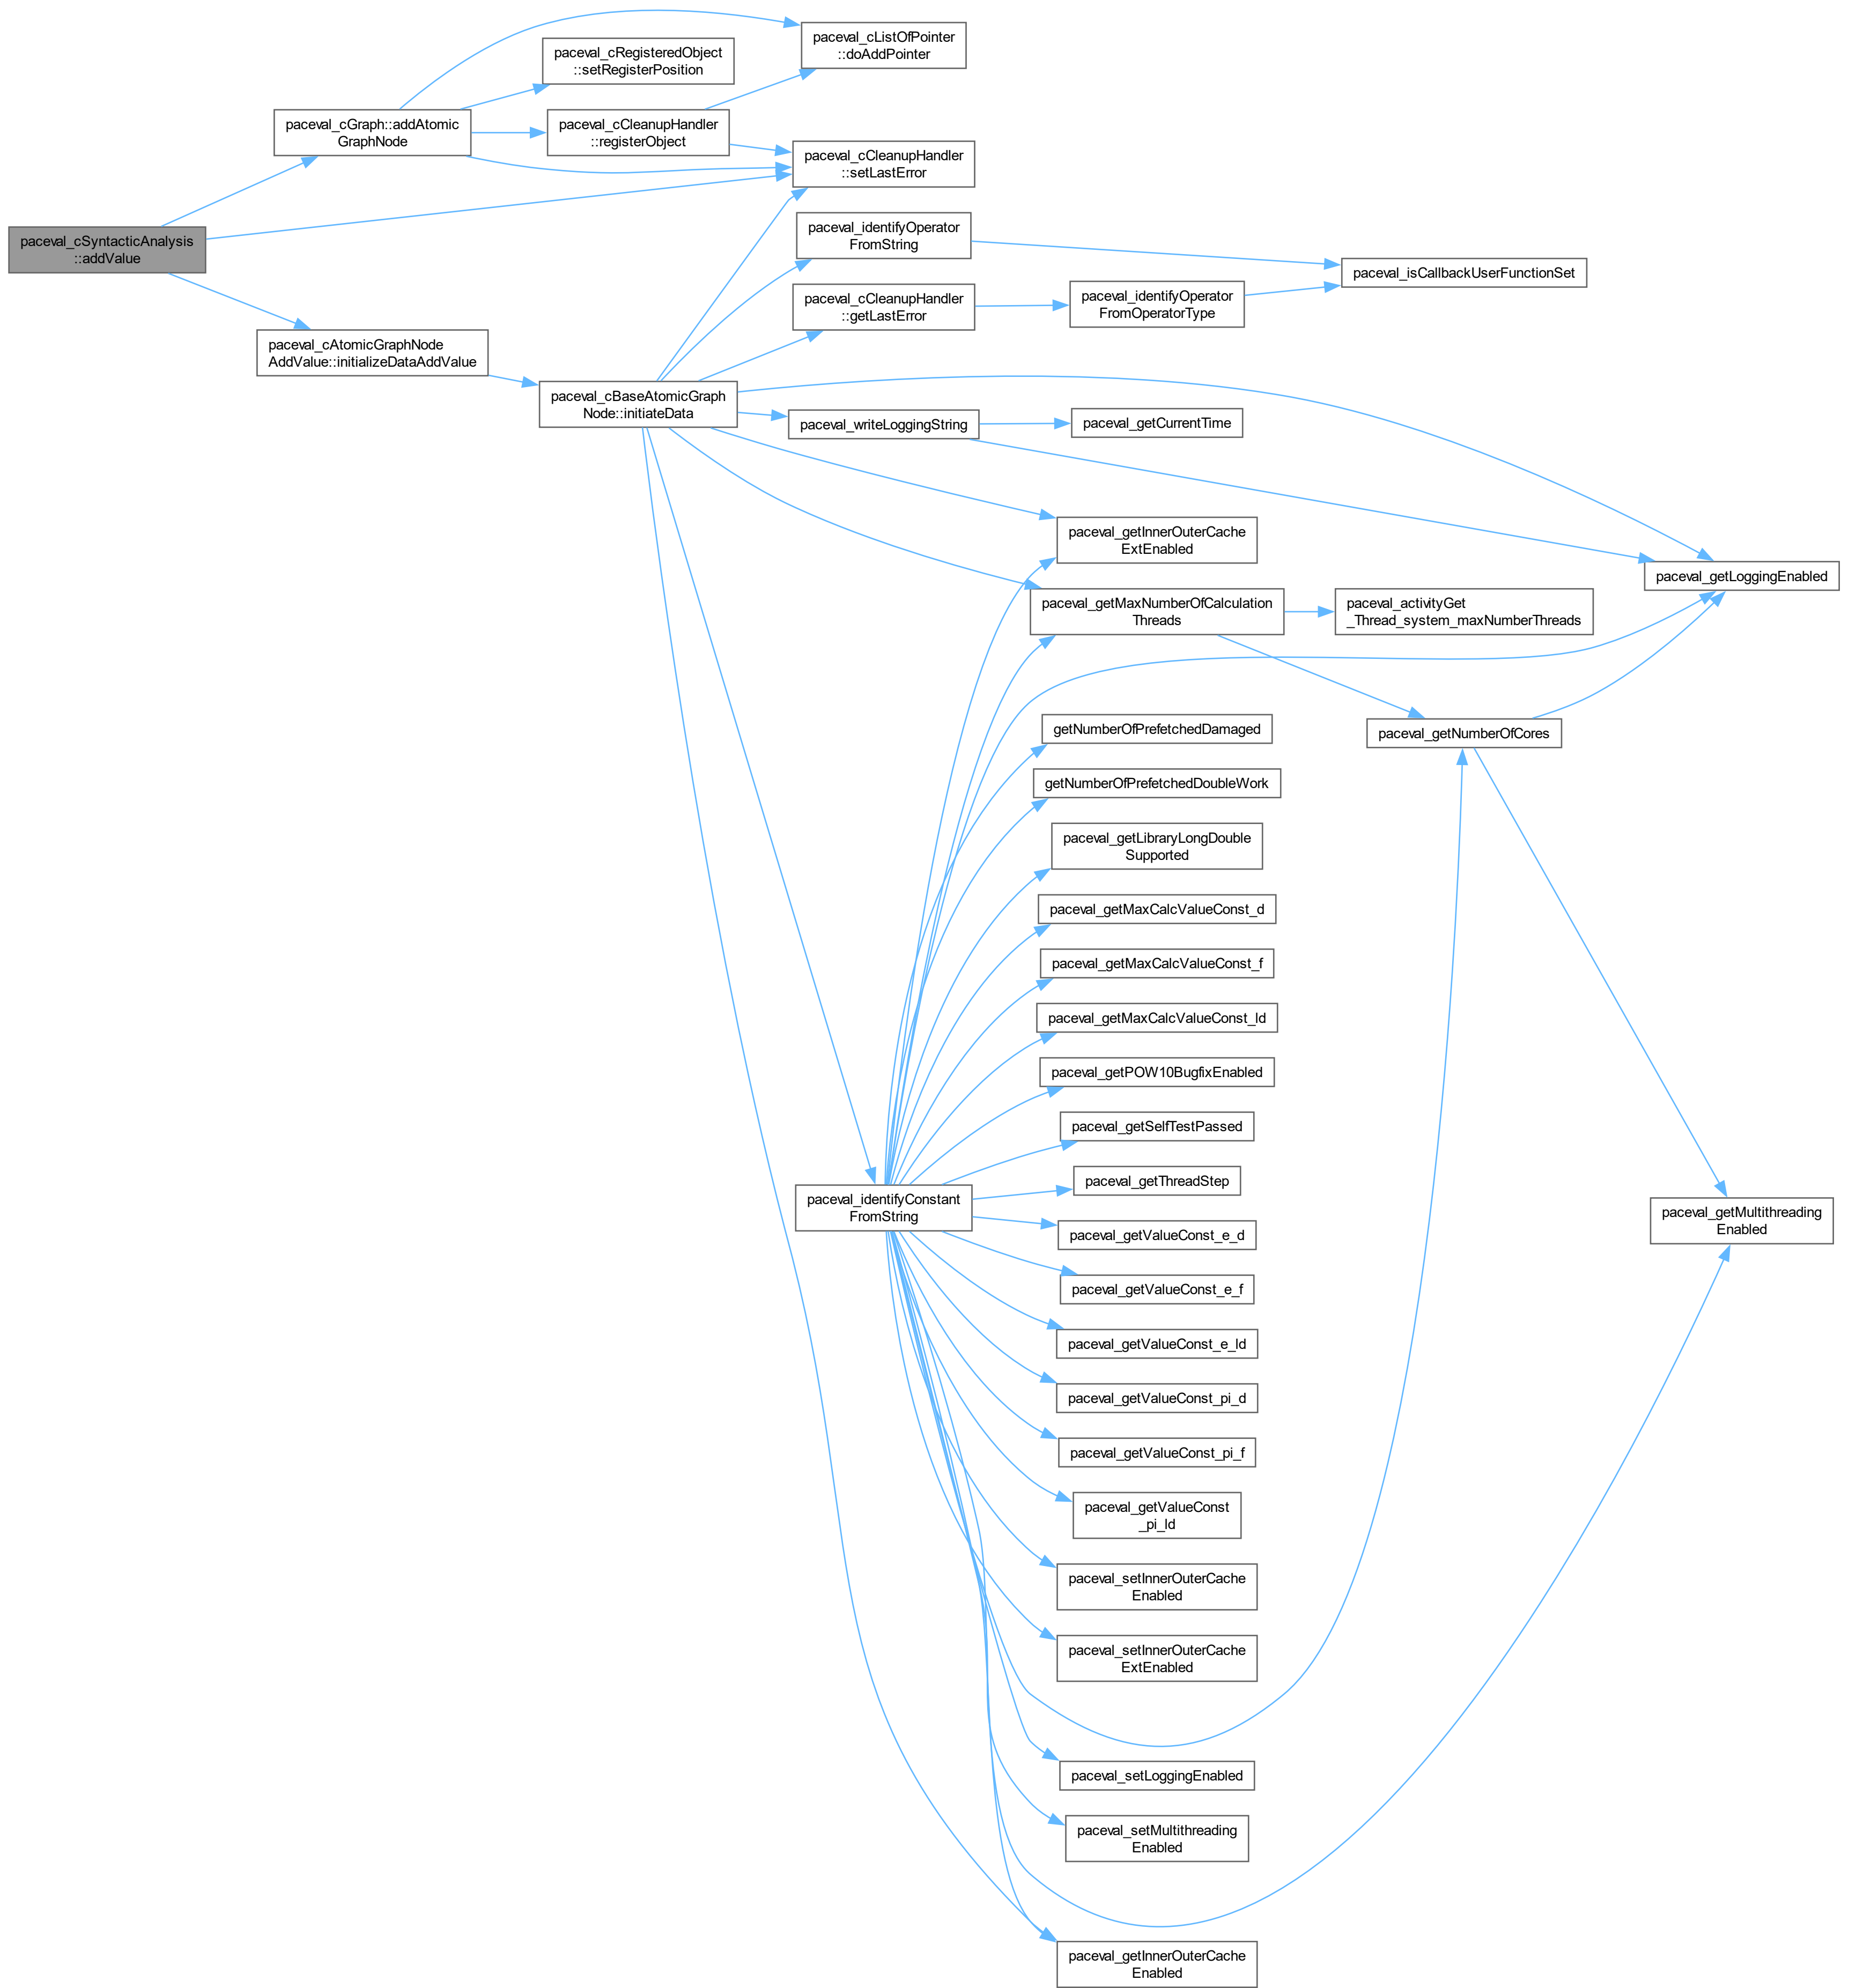 paceval_cListOfPointer
::doAddPointer
paceval_cRegisteredObject
::setRegisterPosition
paceval_cGraph::addAtomic
GraphNode
paceval_cCleanupHandler
::registerObject
paceval_cCleanupHandler
::setLastError
paceval_cSyntacticAnalysis
::addValue
paceval_identifyOperator
FromString
paceval_isCallbackUserFunctionSet
paceval_cCleanupHandler
::getLastError
paceval_identifyOperator
FromOperatorType
paceval_cAtomicGraphNode
AddValue::initializeDataAddValue
paceval_cBaseAtomicGraph
Node::initiateData
paceval_writeLoggingString
paceval_getCurrentTime
paceval_getInnerOuterCache
ExtEnabled
paceval_getLoggingEnabled
paceval_getMaxNumberOfCalculation
Threads
paceval_activityGet
_Thread_system_maxNumberThreads
getNumberOfPrefetchedDamaged
paceval_getNumberOfCores
getNumberOfPrefetchedDoubleWork
paceval_getLibraryLongDouble
Supported
paceval_getMaxCalcValueConst_d
paceval_getMaxCalcValueConst_f
paceval_getMaxCalcValueConst_ld
paceval_getPOW10BugfixEnabled
paceval_getSelfTestPassed
paceval_getThreadStep
paceval_identifyConstant
FromString
paceval_getMultithreading
Enabled
paceval_getValueConst_e_d
paceval_getValueConst_e_f
paceval_getValueConst_e_ld
paceval_getValueConst_pi_d
paceval_getValueConst_pi_f
paceval_getValueConst
_pi_ld
paceval_setInnerOuterCache
Enabled
paceval_setInnerOuterCache
ExtEnabled
paceval_setLoggingEnabled
paceval_setMultithreading
Enabled
paceval_getInnerOuterCache
Enabled